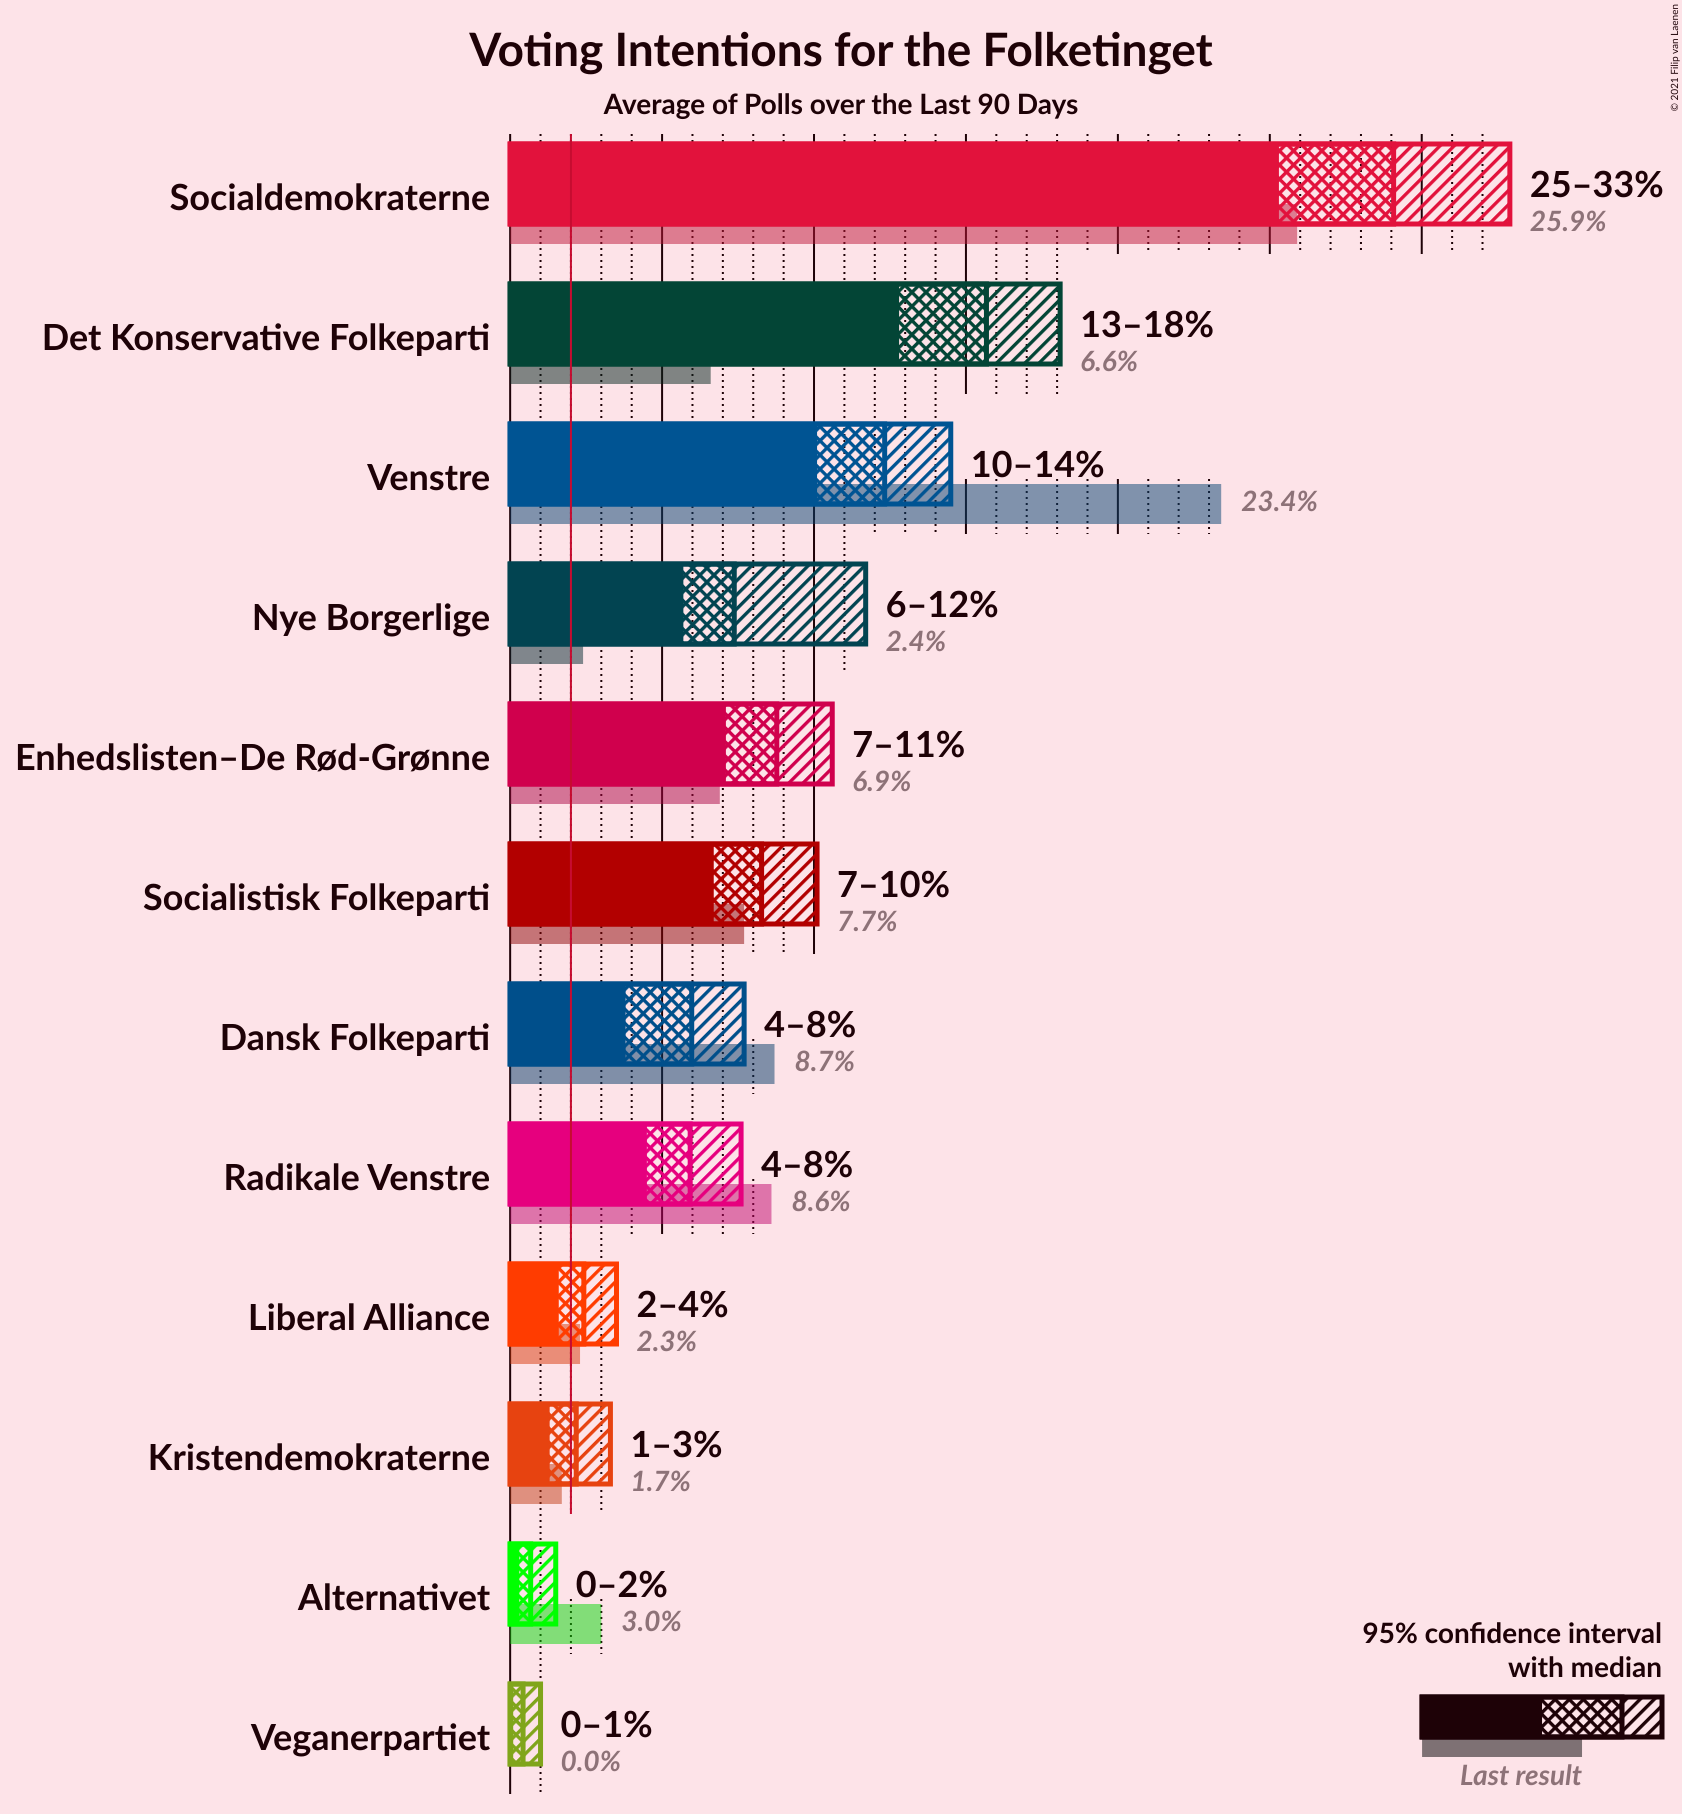 © 2021 Filip van Laenen
Voting Intentions for the Folketinget
Average of Polls over the Last 90 Days
Socialdemokraterne
25–33%
25.9%
Det Konservative Folkeparti
13–18%
6.6%
Venstre
10–14%
23.4%
Nye Borgerlige
6–12%
2.4%
Enhedslisten–De Rød-Grønne
7–11%
6.9%
Socialistisk Folkeparti
7–10%
7.7%
Dansk Folkeparti
4–8%
8.7%
Radikale Venstre
4–8%
8.6%
Liberal Alliance
2–4%
2.3%
Kristendemokraterne
1–3%
1.7%
Alternativet
0–2%
3.0%
Veganerpartiet
0–1%
0.0%
95% confidence interval
with median
Last result